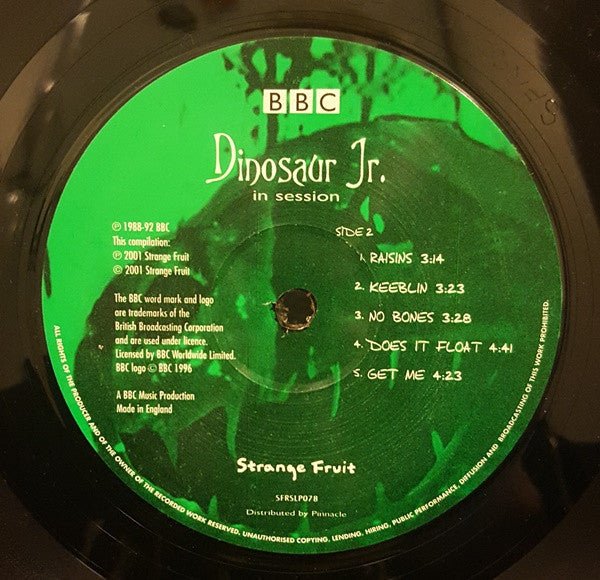 BBC
Dinosaur Jr.
in session
℗ 1988-92 BBC
This compilation:
℗ 2001 Strange Fruit
© 2001 Strange Fruit
The BBC word mark and logo
are trademarks of the
British Broadcasting Corporation
and are used under licence.
Licensed by BBC Worldwide Limited.
BBC logo © BBC 1996
A BBC Music Production
Made in England
SIDE 2
1. RAISINS 3:14
2. KEEBLIN 3:23
3. NO BONES 3:28
4. DOES IT FLOAT 4:41
5. GET ME 4:23
Strange Fruit
SFRSLP078
Distributed by Pinnacle
ALL RIGHTS OF THE PRODUCER AND OF THE OWNER OF THE RECORDED WORK RESERVED. UNAUTHORISED COPYING, LENDING, HIRING, PUBLIC PERFORMANCE, DIFFUSION AND BROADCASTING OF THIS WORK PROHIBITED.